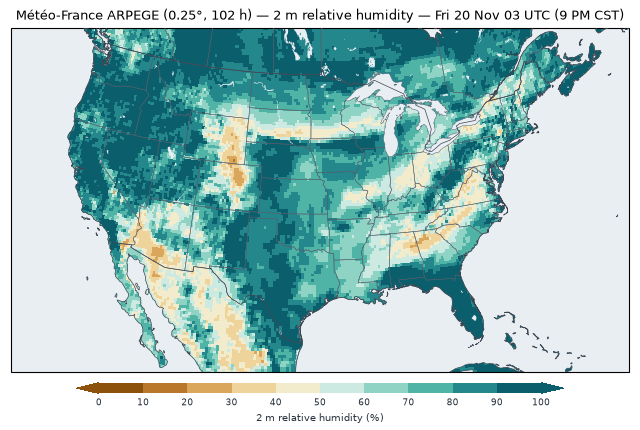 Météo-France ARPEGE (0.25°, 102 h) — 2 m relative humidity — Fri 20 Nov 03 UTC (9 PM CST)
0 10 20 30 40 50 60 70 80 90 100
2 m relative humidity (%)